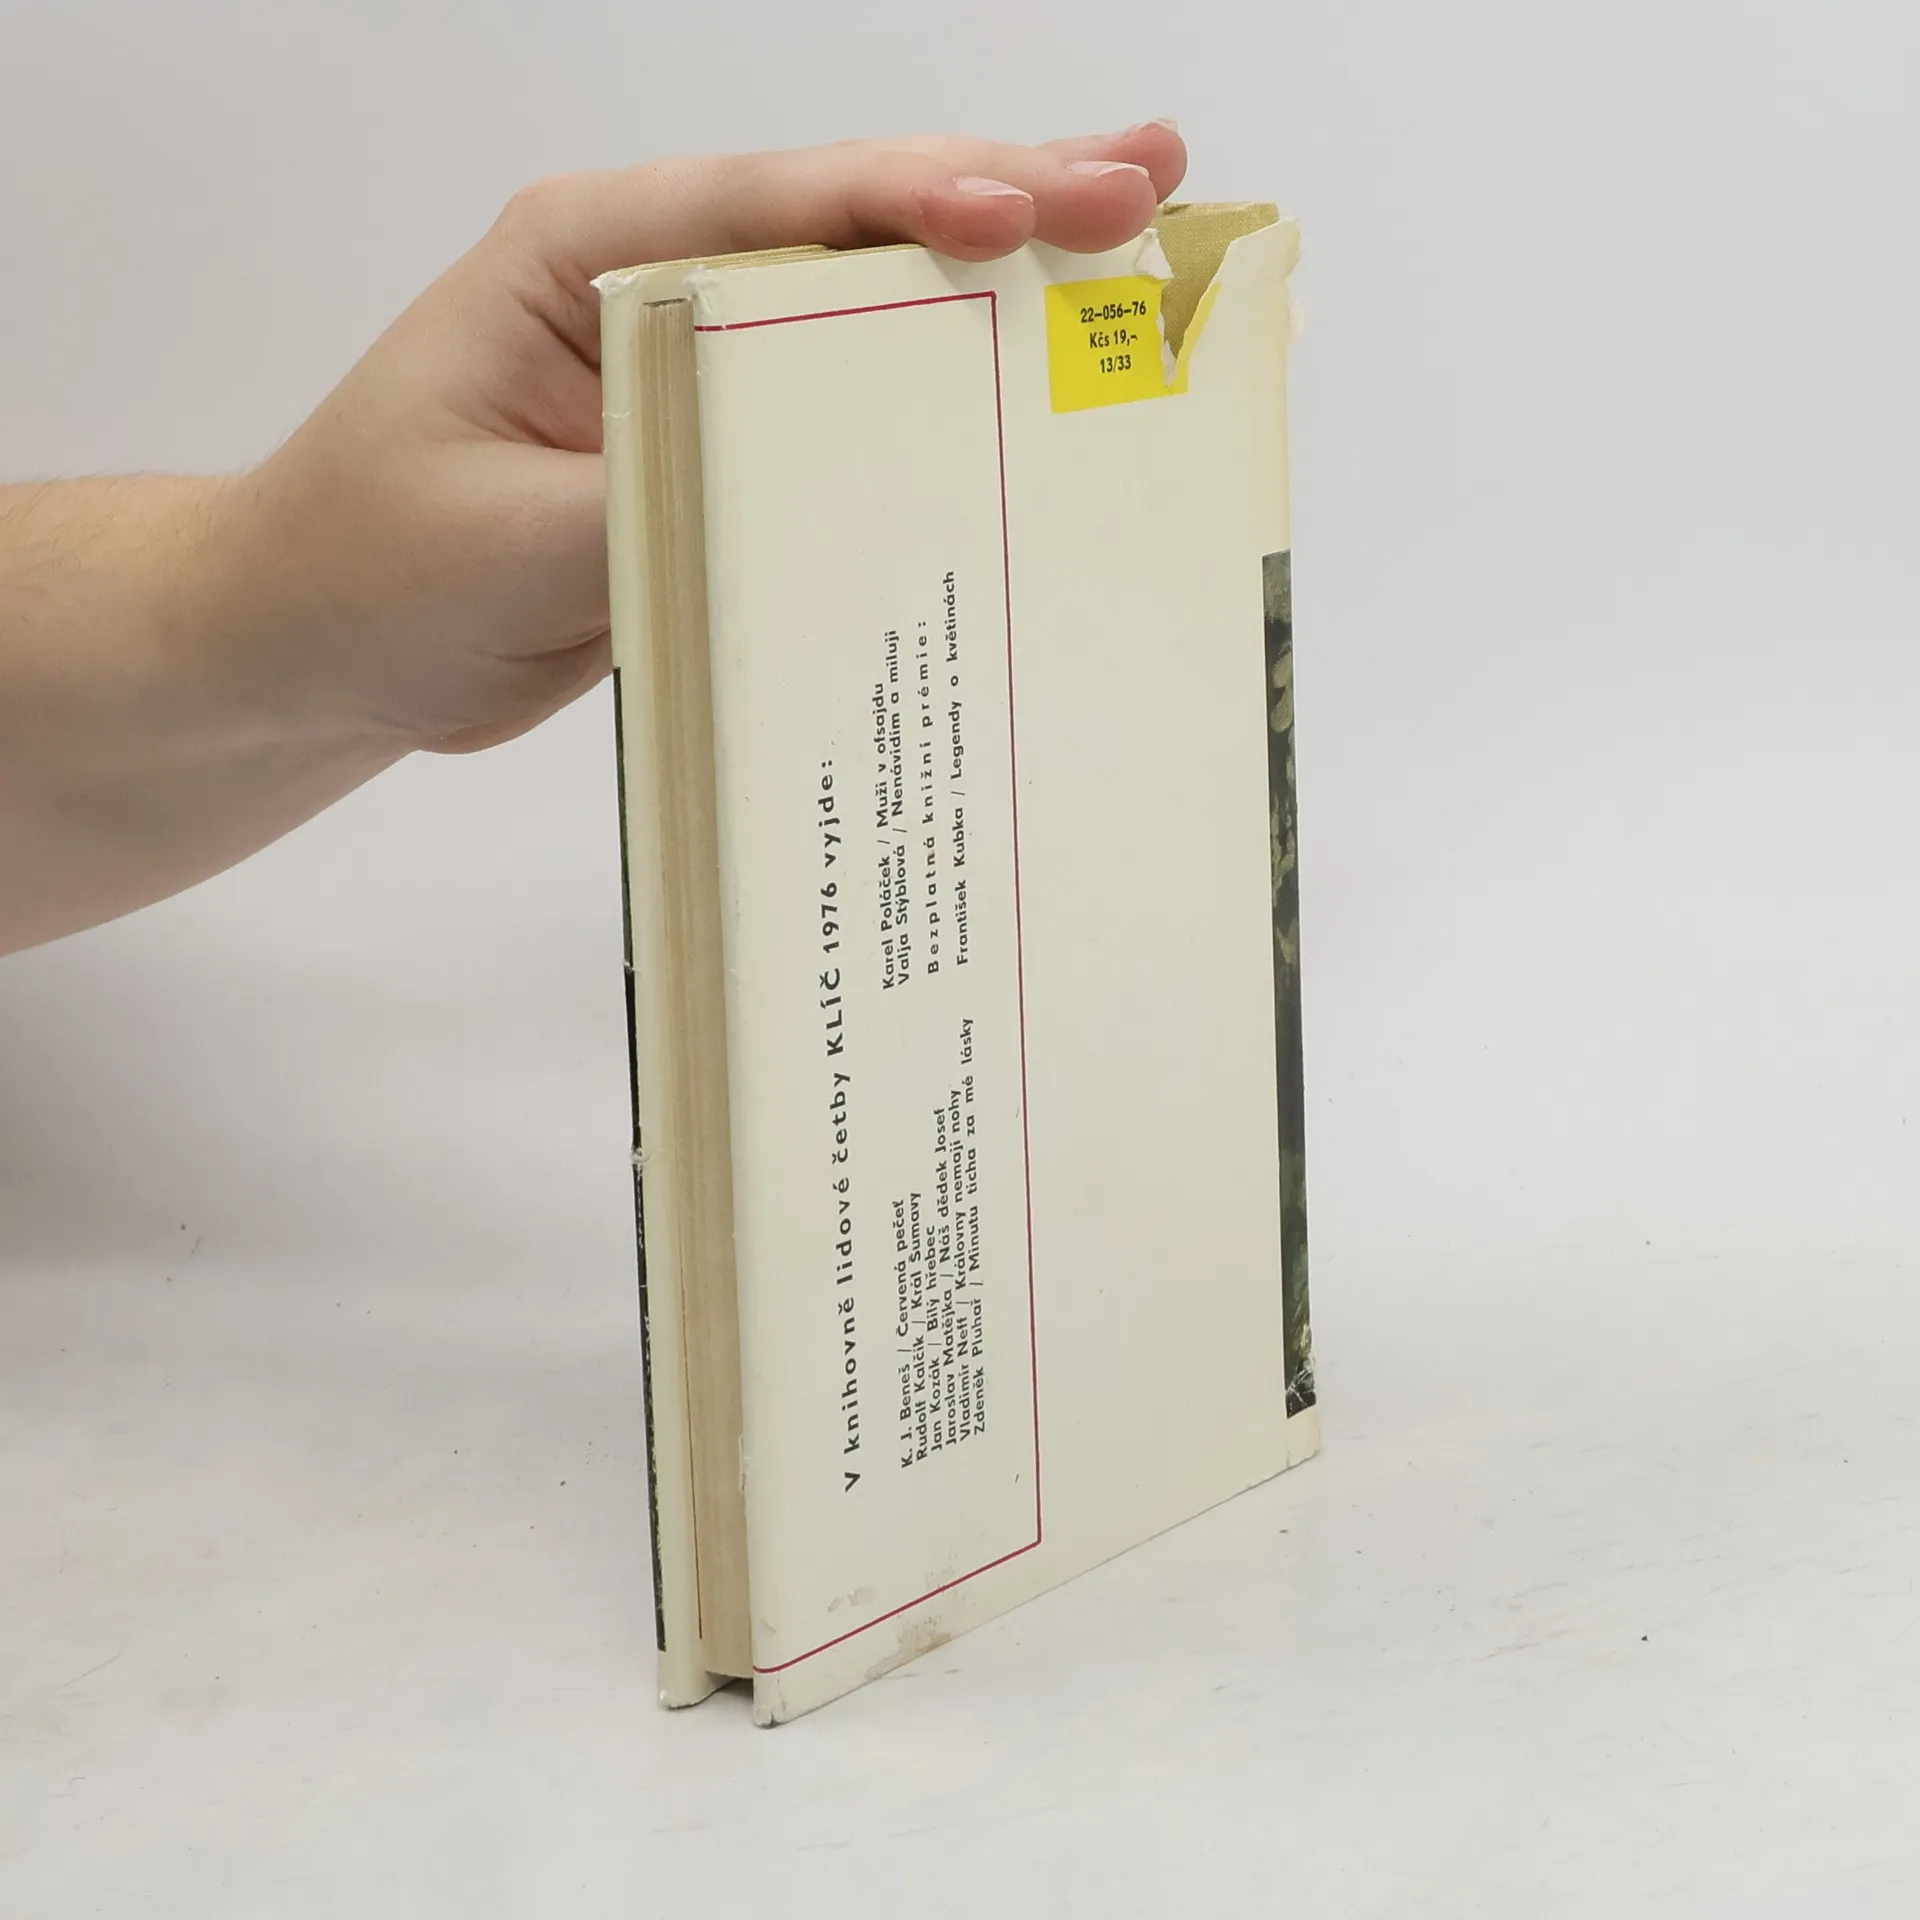 22–056–76
Kčs 19,–
13/33
V knihovně lidové četby KLÍČ 1976 vyjde:
K. J. Beneš / Červená pečeť
Rudolf Kalčík / Král Šumavy
Jan Kozák / Bílý hřebec
Jaroslav Matějka / Náš dědek Josef
Vladimír Neff / Královny nemají nohy
Zdeněk Pluhař / Minutu ticha za mé lásky
Karel Poláček / Muži v ofsajdu
Valja Stýblová / Nenávidím a miluji
Bezplatná knižní prémie:
František Kubka / Legendy o květinách